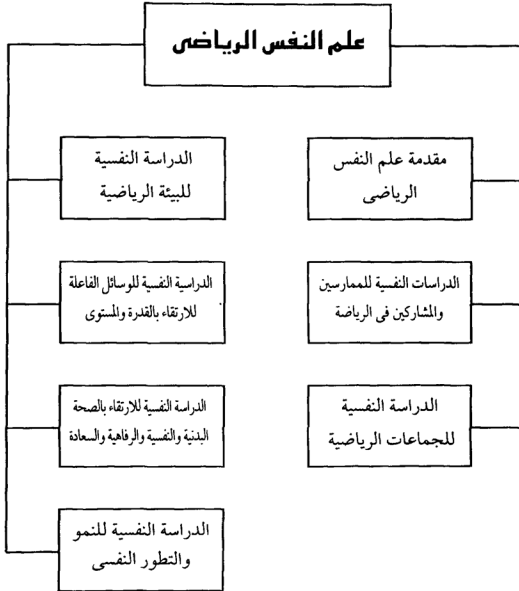 علم النفس الرياضى
مقدمة علم النفس
الرياضى
الدراسة النفسية
للبيئة الرياضية
الدراسات النفسية للممارسين
والمشاركين فى الرياضة
الدراسية النفسية للوسائل الفاعلة
للارتقاء بالقدرة والمستوى
الدراسة النفسية
للجماعات الرياضية
الدراسة النفسية للارتقاء بالصحة
البدنية والنفسية والرفاهية والسعادة
الدراسة النفسية للنمو
والتطور النفسى